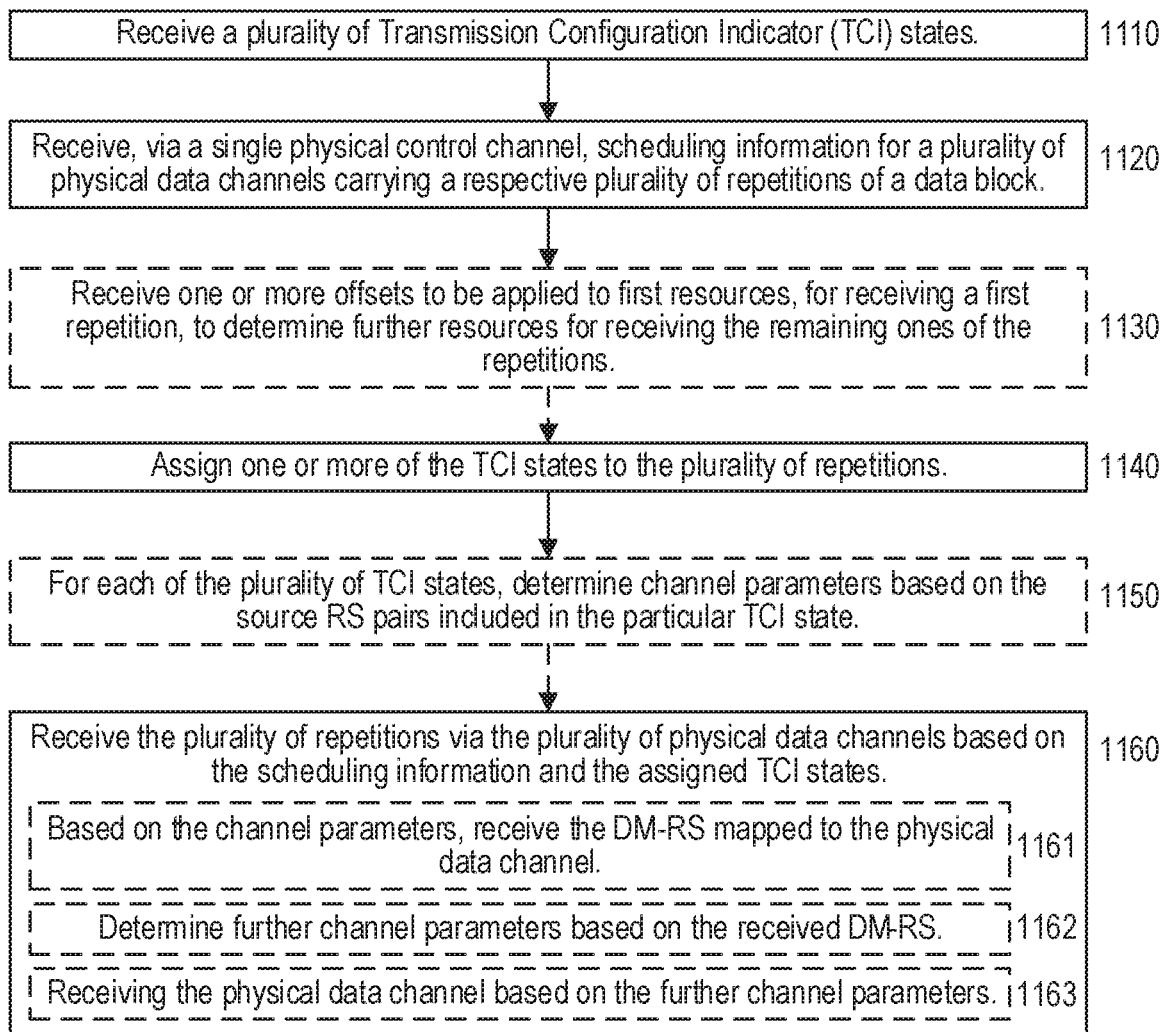 Receive a plurality of Transmission Configuration Indicator (TCI) states.
1110
Receive, via a single physical control channel, scheduling information for a plurality of
physical data channels carrying a respective plurality of repetitions of a data block.
1120
Receive one or more offsets to be applied to first resources, for receiving a first
repetition, to determine further resources for receiving the remaining ones of the
repetitions.
1130
Assign one or more of the TCI states to the plurality of repetitions.
1140
For each of the plurality of TCI states, determine channel parameters based on the
source RS pairs included in the particular TCI state.
1150
Receive the plurality of repetitions via the plurality of physical data channels based on
the scheduling information and the assigned TCI states.
1160
Based on the channel parameters, receive the DM-RS mapped to the physical
data channel.
1161
Determine further channel parameters based on the received DM-RS.
1162
Receiving the physical data channel based on the further channel parameters.
1163